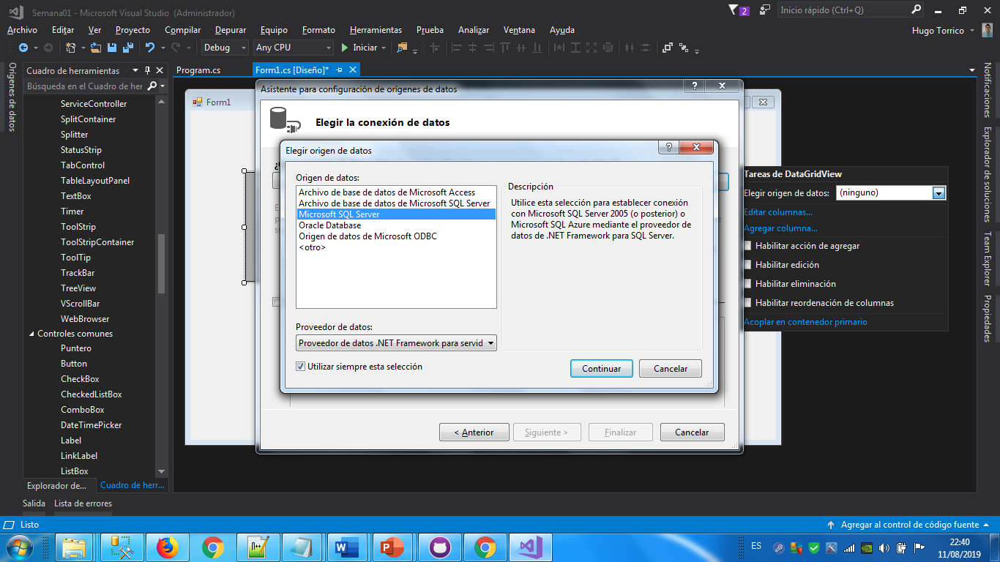 Semana01 - Microsoft Visual Studio (Administrador)
2
Inicio rápido (Ctrl+Q)
Archivo Editar Ver Proyecto Compilar Depurar Equipo Formato Herramientas Prueba Analizar Ventana Ayuda
Hugo Torrico
Debug
Any CPU
Iniciar
Orígenes de datos
Cuadro de herramientas
Búsqueda en el Cuadro de her
ServiceController
SplitContainer
Splitter
StatusStrip
TabControl
TableLayoutPanel
TextBox
Timer
ToolStrip
ToolStripContainer
ToolTip
TrackBar
TreeView
VScrollBar
WebBrowser
Controles comunes
Puntero
Button
CheckBox
CheckedListBox
ComboBox
DateTimePicker
Label
LinkLabel
ListBox
Explorador de...
Cuadro de herr...
Program.cs
Form1.cs [Diseño]*
Form1
Asistente para configuración de orígenes de datos
?
Elegir la conexión de datos
Elegir origen de datos
?
Origen de datos:
Archivo de base de datos de Microsoft Access
Archivo de base de datos de Microsoft SQL Server
Microsoft SQL Server
Oracle Database
Origen de datos de Microsoft ODBC
<otro>
Descripción
Utilice esta selección para establecer conexión
con Microsoft SQL Server 2005 (o posterior) o
Microsoft SQL Azure mediante el proveedor de
datos de .NET Framework para SQL Server.
Proveedor de datos:
Proveedor de datos .NET Framework para servid
Utilizar siempre esta selección
Continuar
Cancelar
< Anterior
Siguiente >
Finalizar
Cancelar
Tareas de DataGridView
Elegir origen de datos:
(ninguno)
Editar columnas...
Agregar columna...
Habilitar acción de agregar
Habilitar edición
Habilitar eliminación
Habilitar reordenación de columnas
Acoplar en contenedor primario
Notificaciones
Explorador de soluciones
Team Explorer
Propiedades
Salida
Lista de errores
Listo
Agregar al control de código fuente
ES
22:40
11/08/2019